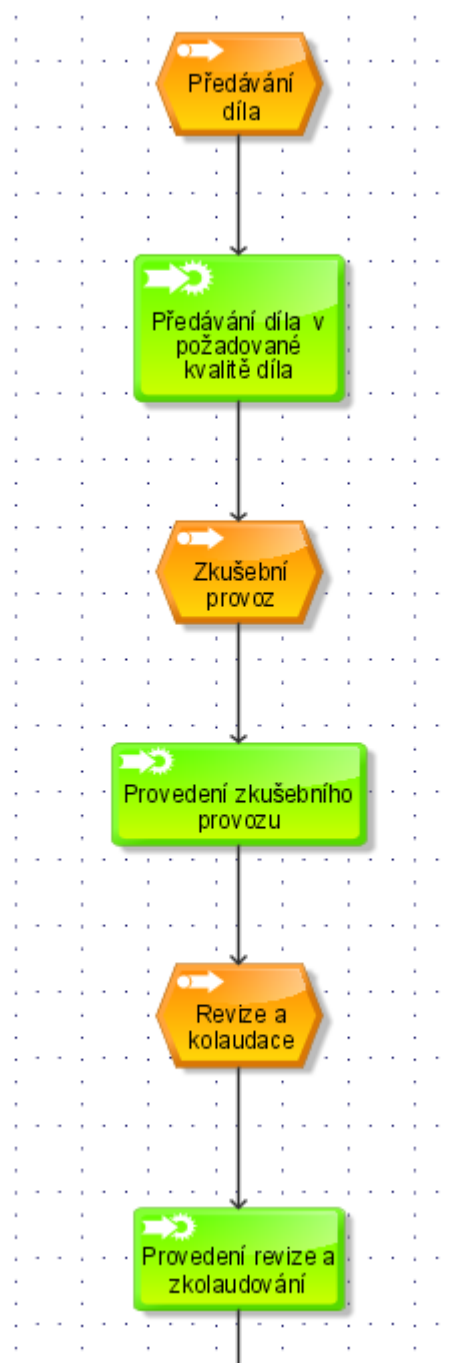 Předávání
díla
Předávání díla v
požadované
kvalitě díla
Zkušební
provoz
Provedení zkušebního
provozu
Revize a
kolaudace
Provedení revize a
zkolaudování